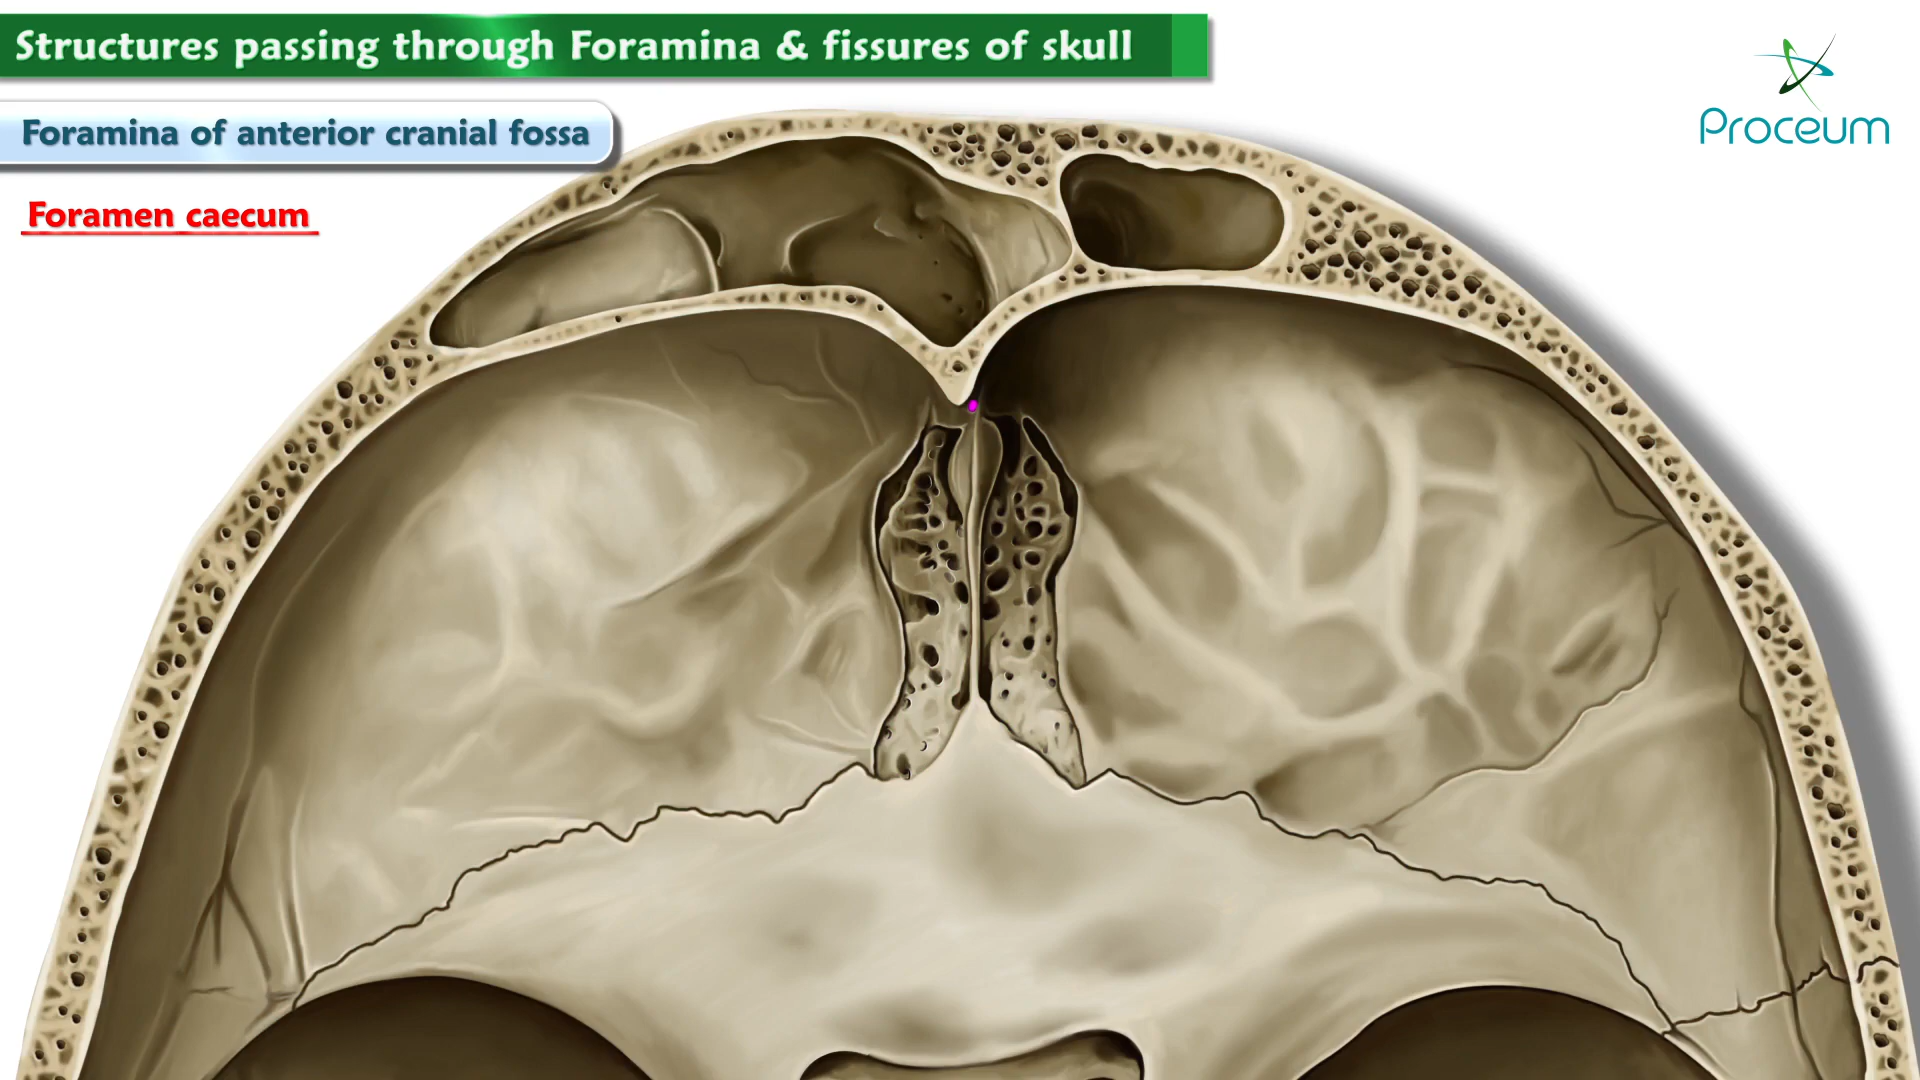 Structures passing through Foramina & fissures of skull
Proceum
Foramina of anterior cranial fossa
Foramen caecum